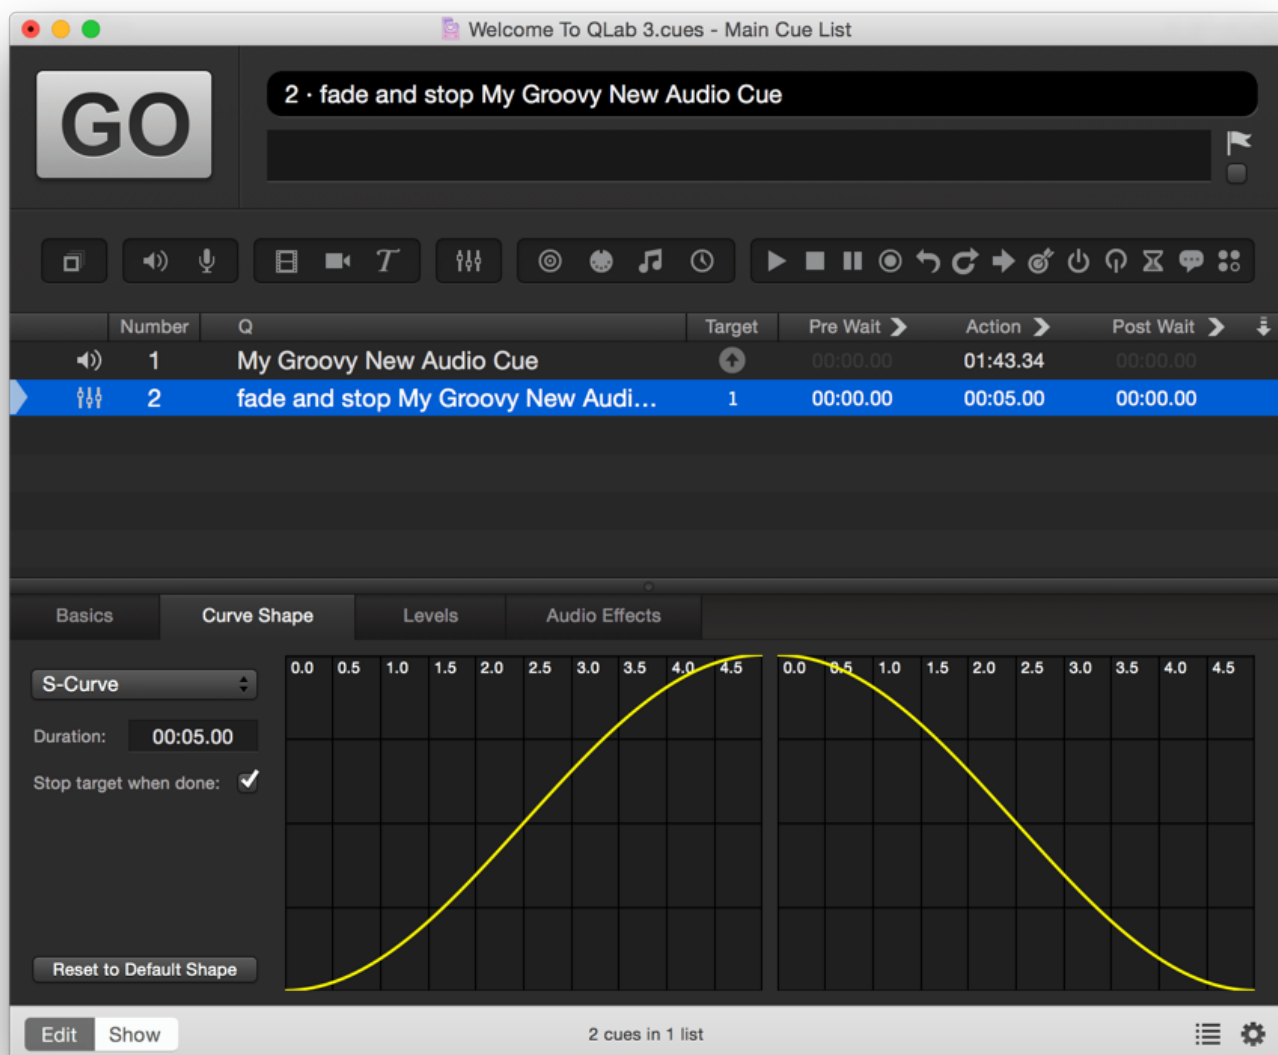 Welcome To QLab 3.cues - Main Cue List
GO
2 · fade and stop My Groovy New Audio Cue
T
Number Q Target Pre Wait Action Post Wait
1 My Groovy New Audio Cue 00:00.00 01:43.34 00:00.00
2 fade and stop My Groovy New Audi... 1 00:00.00 00:05.00 00:00.00
Basics Curve Shape Levels Audio Effects
0.0 0.5 1.0 1.5 2.0 2.5 3.0 3.5 4.0 4.5 0.0 0.5 1.0 1.5 2.0 2.5 3.0 3.5 4.0 4.5
S-Curve
Duration: 00:05.00
Stop target when done:
Reset to Default Shape
Edit Show 2 cues in 1 list